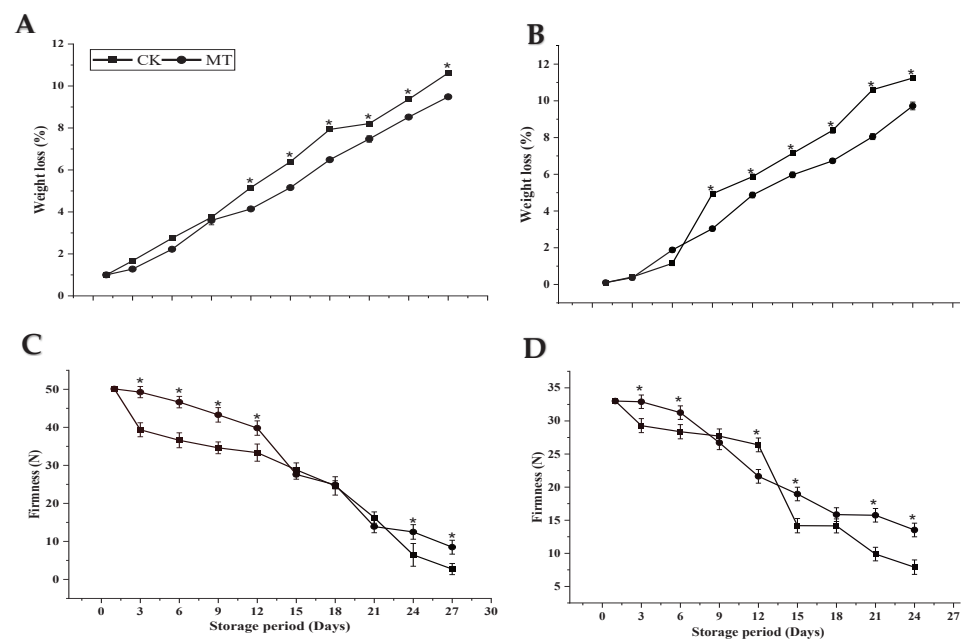 A
B
CK MT
Weight loss (%)
12
10
8
6
4
2
0
* * * * * *
Weight loss (%)
12
10
8
6
4
2
0
* * * * * *
C
D
Firmness (N)
50
40
30
20
10
0
* * * * * *
0 3 6 9 12 15 18 21 24 27 30
Storage period (Days)
Firmness (N)
35
30
25
20
15
10
5
* * * * * *
0 3 6 9 12 15 18 21 24 27
Storage period (Days)